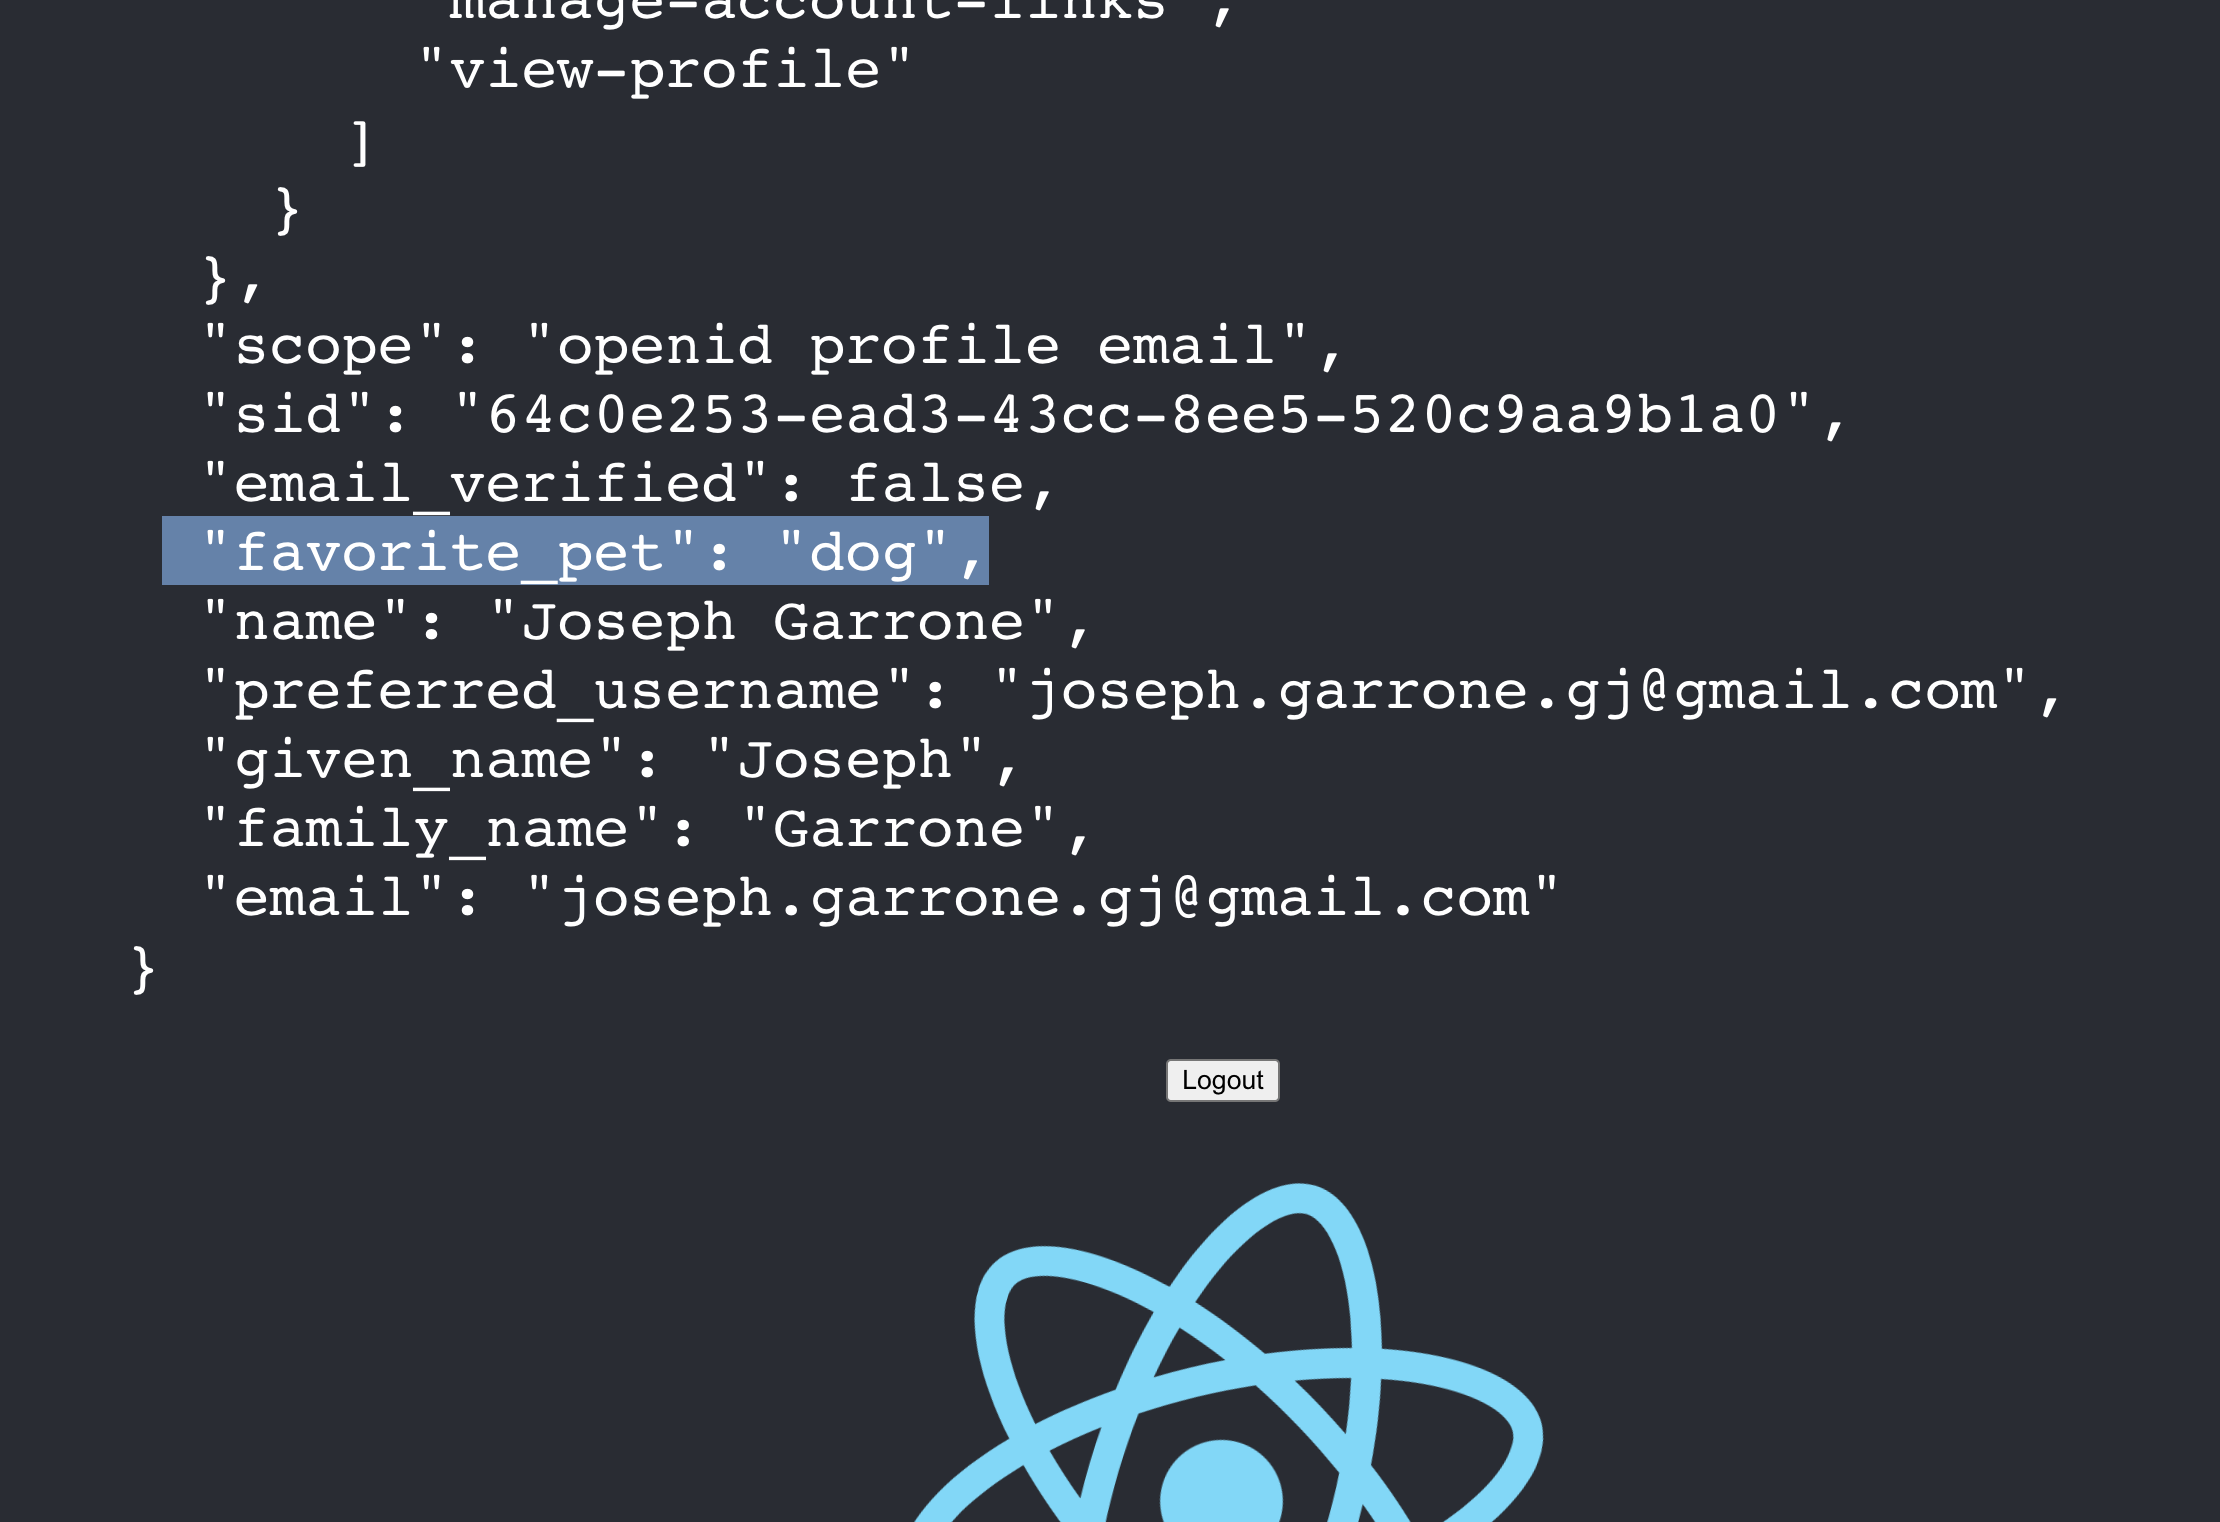 "manage-account-links",
"view-profile"
]
}
},
"scope": "openid profile email",
"sid": "64c0e253-ead3-43cc-8ee5-520c9aa9b1a0",
"email_verified": false,
"favorite_pet": "dog",
"name": "Joseph Garrone",
"preferred_username": "joseph.garrone.gj@gmail.com",
"given_name": "Joseph",
"family_name": "Garrone",
"email": "joseph.garrone.gj@gmail.com"
}
Logout